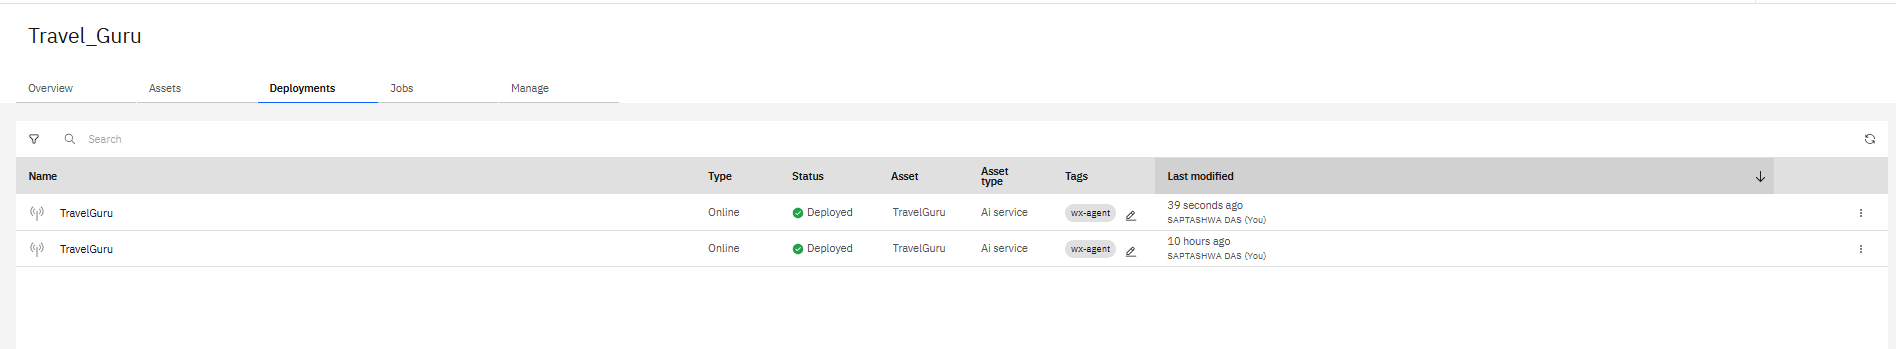 Travel_Guru
Overview Assets Deployments Jobs Manage
Search
Name Type Status Asset Asset type Tags Last modified
TravelGuru Online Deployed TravelGuru Ai service wx-agent 39 seconds ago
SAPTASHWA DAS (You)
TravelGuru Online Deployed TravelGuru Ai service wx-agent 10 hours ago
SAPTASHWA DAS (You)